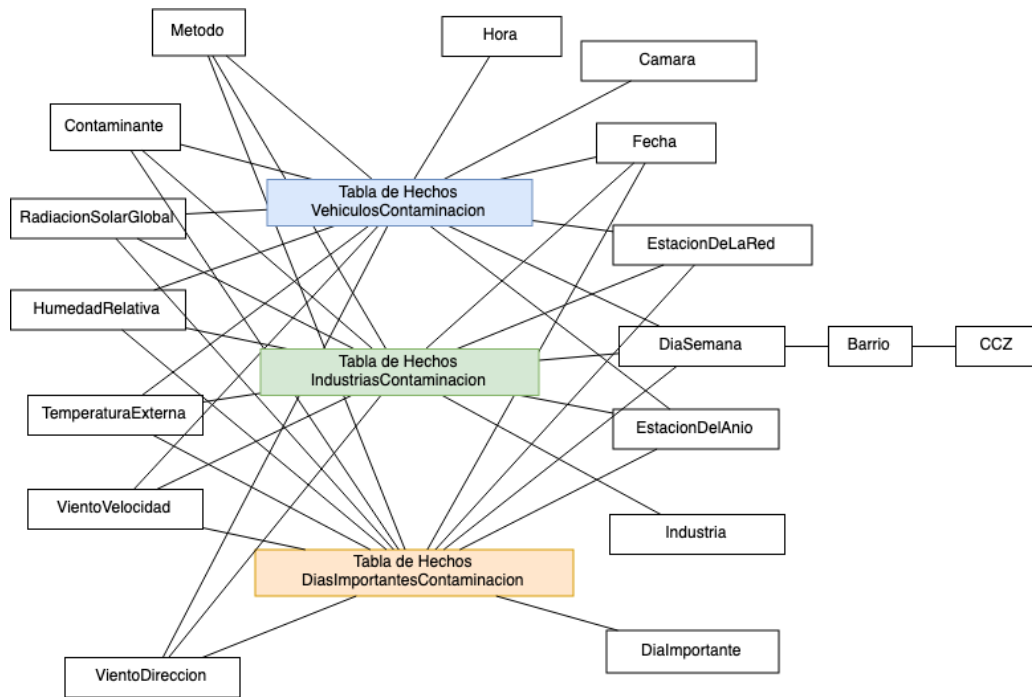 Metodo
Hora
Camara
Contaminante
Fecha
Tabla de Hechos
VehiculosContaminacion
RadiacionSolarGlobal
EstacionDeLaRed
HumedadRelativa
DiaSemana
Barrio
CCZ
Tabla de Hechos
IndustriasContaminacion
TemperaturaExterna
EstacionDelAnio
VientoVelocidad
Industria
Tabla de Hechos
DiasImportantesContaminacion
DiaImportante
VientoDireccion